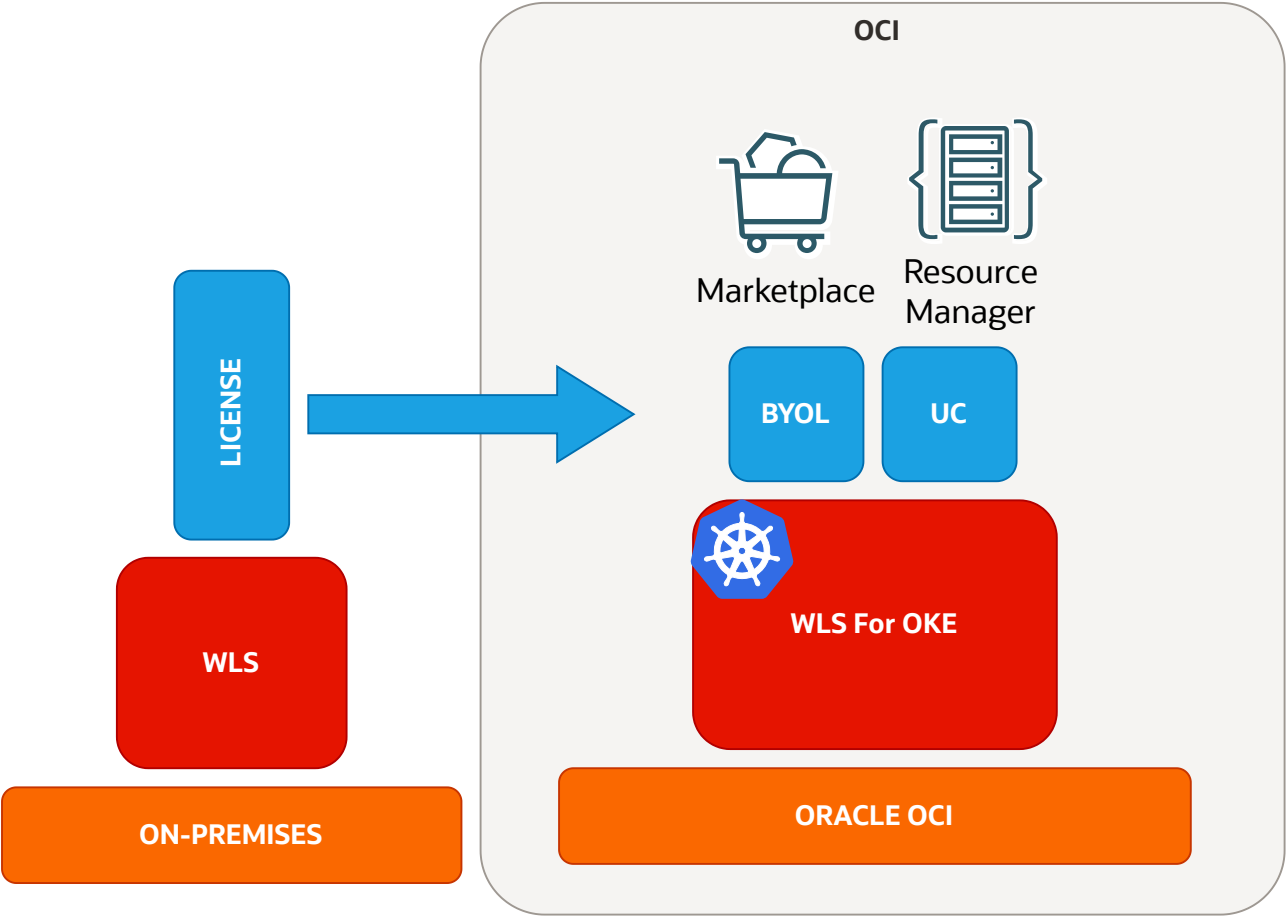 OCI
Marketplace
Resource
Manager
LICENSE
BYOL
UC
WLS
WLS For OKE
ON-PREMISES
ORACLE OCI